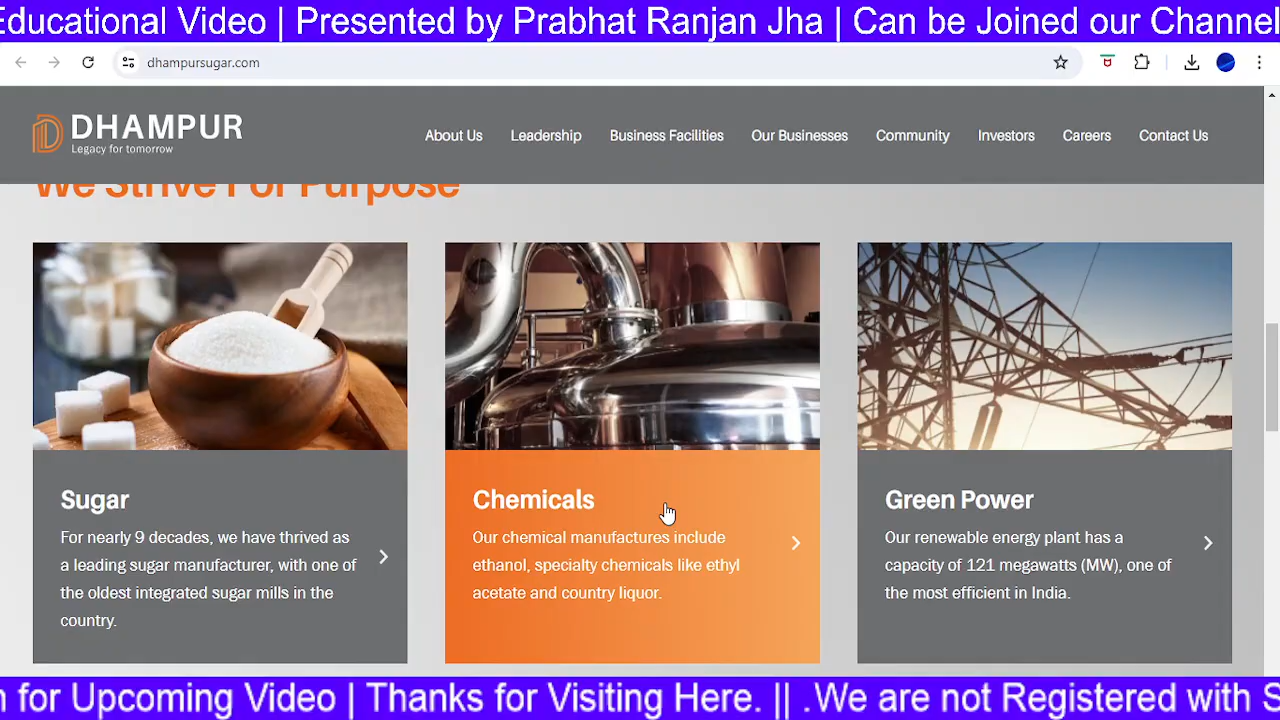 Educational Video | Presented by Prabhat Ranjan Jha | Can be Joined our Channel
dhampursugar.com
DHAMPUR
Legacy for tomorrow
About Us Leadership Business Facilities Our Businesses Community Investors Careers Contact Us
We Strive For Purpose
Sugar
For nearly 9 decades, we have thrived as
a leading sugar manufacturer, with one of
the oldest integrated sugar mills in the
country.
Chemicals
Our chemical manufactures include
ethanol, specialty chemicals like ethyl
acetate and country liquor.
Green Power
Our renewable energy plant has a
capacity of 121 megawatts (MW), one of
the most efficient in India.
for Upcoming Video | Thanks for Visiting Here. || .We are not Registered with